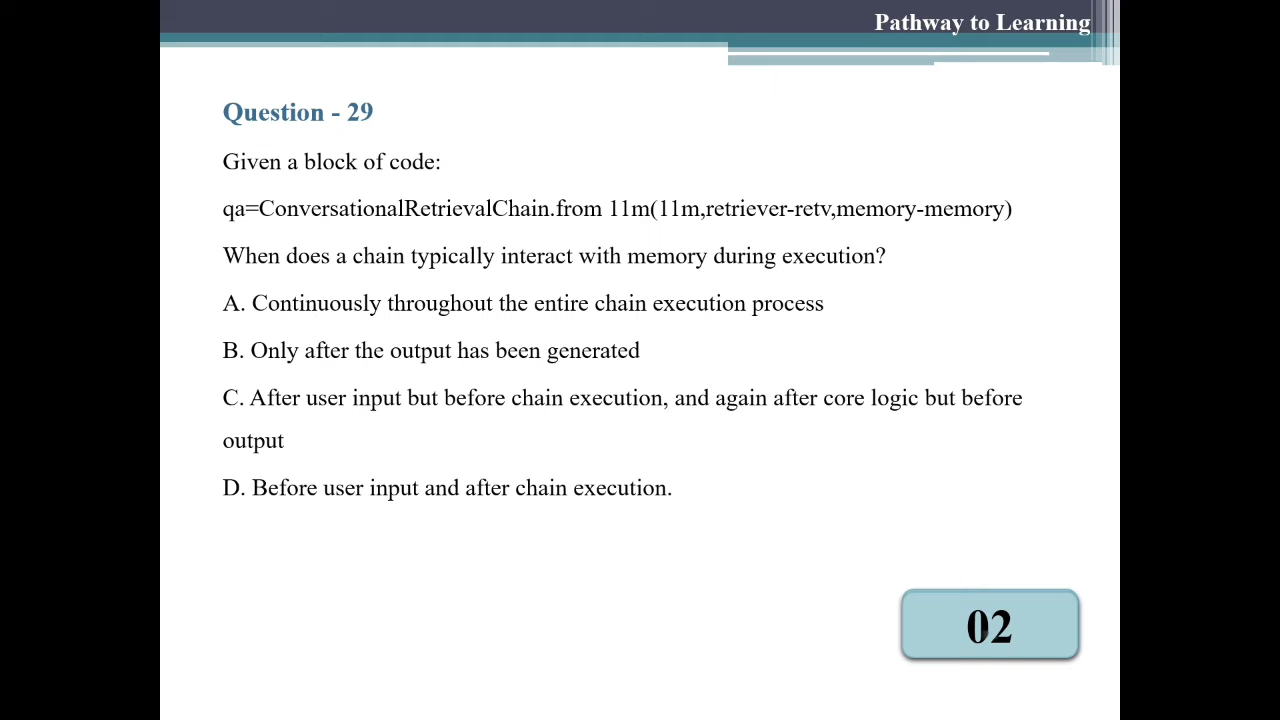 Pathway to Learning
Question - 29
Given a block of code:
qa=ConversationalRetrievalChain.from 11m(11m,retriever-retv,memory-memory)
When does a chain typically interact with memory during execution?
A. Continuously throughout the entire chain execution process
B. Only after the output has been generated
C. After user input but before chain execution, and again after core logic but before
output
D. Before user input and after chain execution.
02